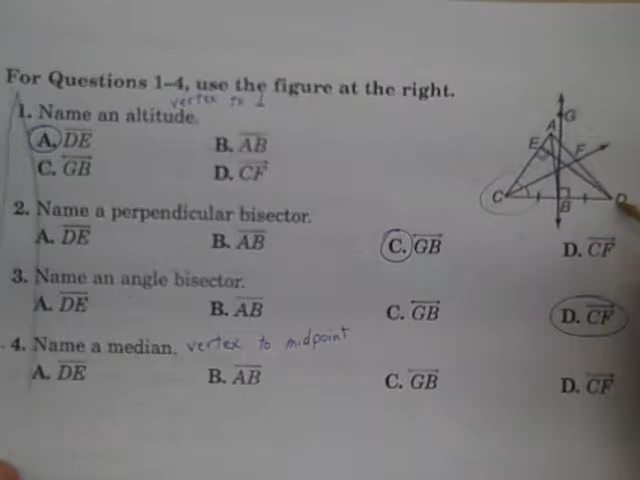 For Questions 1–4, use the figure at the right.
vertex to ⊥
1. Name an altitude.
A. DE B. AB
C. GB D. CF
2. Name a perpendicular bisector.
A. DE B. AB C. GB D. CF
3. Name an angle bisector.
A. DE B. AB C. GB D. CF
4. Name a median. vertex to midpoint
A. DE B. AB C. GB D. CF
G
A
E F
C B D